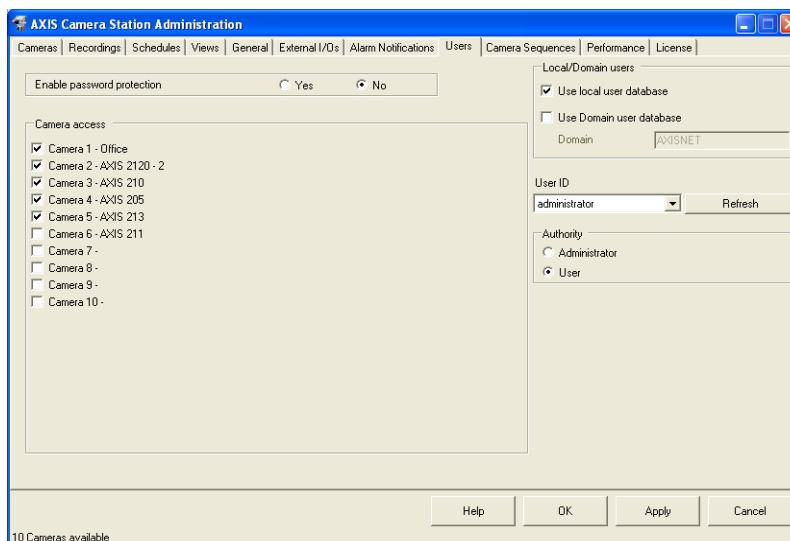 AXIS Camera Station Administration
Cameras Recordings Schedules Views General External I/Os Alarm Notifications Users Camera Sequences Performance License
Enable password protection Yes No
Camera access
Camera 1 - Office
Camera 2 - AXIS 2120 - 2
Camera 3 - AXIS 210
Camera 4 - AXIS 205
Camera 5 - AXIS 213
Camera 6 - AXIS 211
Camera 7 -
Camera 8 -
Camera 9 -
Camera 10 -
Local/Domain users
Use local user database
Use Domain user database
Domain AXISNET
User ID
administrator Refresh
Authority
Administrator
User
Help OK Apply Cancel
10 Cameras available